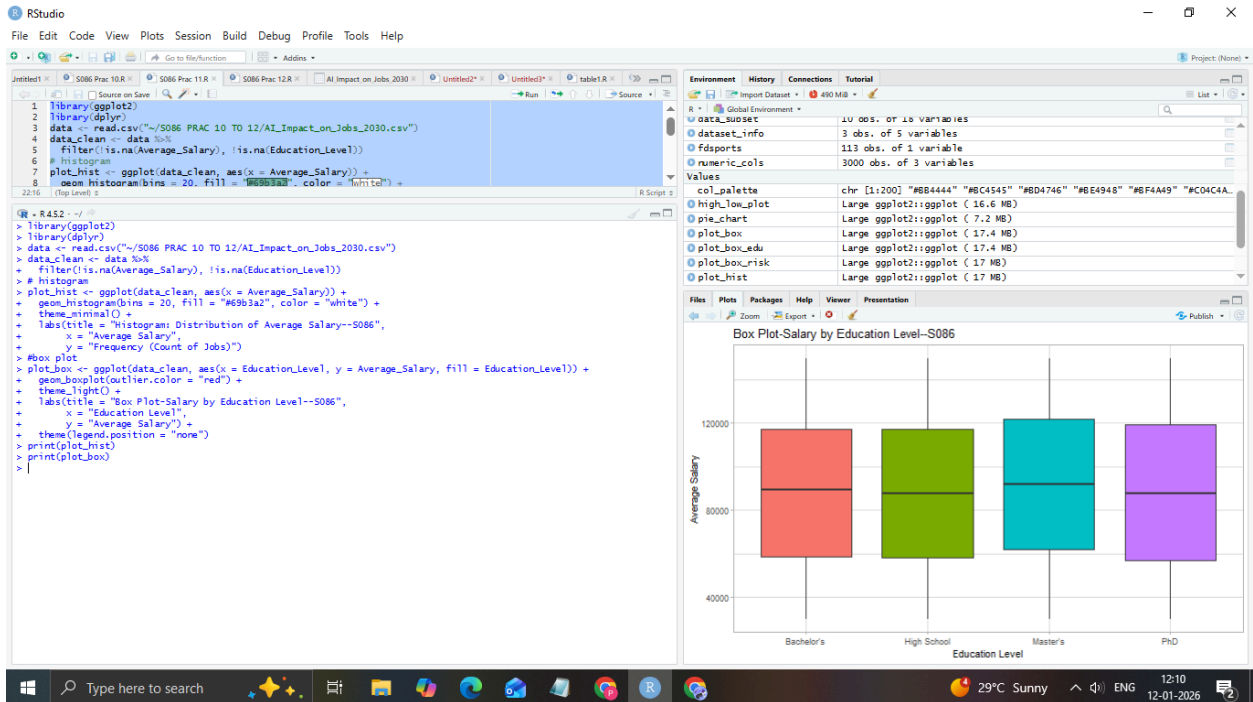 RStudio
File Edit Code View Plots Session Build Debug Profile Tools Help
Go to file/function Addins Project: (None)
Untitled1 S086 Prac 10.R S086 Prac 11.R S086 Prac 12.R AI_Impact_on_Jobs_2030 Untitled2* Untitled3* table1.R
Source on Save Run Source
1 library(ggplot2)
2 library(dplyr)
3 data <- read.csv("~/S086 PRAC 10 TO 12/AI_Impact_on_Jobs_2030.csv")
4 data_clean <- data %>%
5 filter(!is.na(Average_Salary), !is.na(Education_Level))
6 # histogram
7 plot_hist <- ggplot(data_clean, aes(x = Average_Salary)) +
8 geom_histogram(bins = 20, fill = "#69b3a2", color = "white") +
22:16 (Top Level) R Script
R 4.5.2 · ~/
> library(ggplot2)
> library(dplyr)
> data <- read.csv("~/S086 PRAC 10 TO 12/AI_Impact_on_Jobs_2030.csv")
> data_clean <- data %>%
+ filter(!is.na(Average_Salary), !is.na(Education_Level))
> # histogram
> plot_hist <- ggplot(data_clean, aes(x = Average_Salary)) +
+ geom_histogram(bins = 20, fill = "#69b3a2", color = "white") +
+ theme_minimal() +
+ labs(title = "Histogram: Distribution of Average Salary--S086",
+ x = "Average Salary",
+ y = "Frequency (Count of Jobs)")
> #box plot
> plot_box <- ggplot(data_clean, aes(x = Education_Level, y = Average_Salary, fill = Education_Level)) +
+ geom_boxplot(outlier.color = "red") +
+ theme_light() +
+ labs(title = "Box Plot-Salary by Education Level--S086",
+ x = "Education Level",
+ y = "Average Salary") +
+ theme(legend.position = "none")
> print(plot_hist)
> print(plot_box)
>
Environment History Connections Tutorial
Import Dataset 490 MiB List
R Global Environment
data_subset 10 obs. of 18 variables
dataset_info 3 obs. of 5 variables
fdsports 113 obs. of 1 variable
numeric_cols 3000 obs. of 3 variables
Values
col_palette chr [1:200] "#BB4444" "#BC4545" "#BD4746" "#BE4948" "#BF4A49" "#C04C4A…
high_low_plot Large ggplot2::ggplot ( 16.6 MB)
pie_chart Large ggplot2::ggplot ( 7.2 MB)
plot_box Large ggplot2::ggplot ( 17.4 MB)
plot_box_edu Large ggplot2::ggplot ( 17.4 MB)
plot_box_risk Large ggplot2::ggplot ( 17 MB)
plot_hist Large ggplot2::ggplot ( 17 MB)
Files Plots Packages Help Viewer Presentation
Zoom Export Publish
Box Plot-Salary by Education Level--S086
120000
80000
40000
Average Salary
Bachelor's High School Master's PhD
Education Level
Type here to search
4 29°C Sunny ENG 12:10
12-01-2026 2